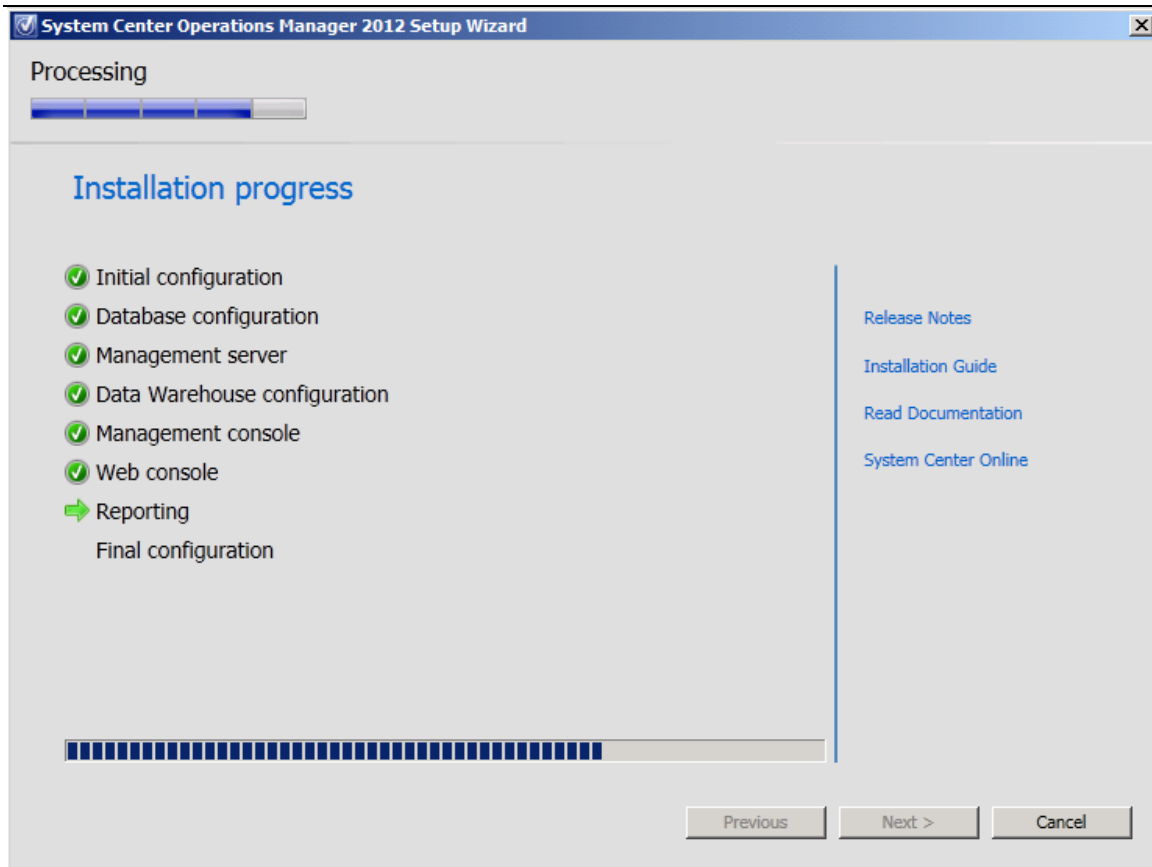 System Center Operations Manager 2012 Setup Wizard
Processing
Installation progress
Initial configuration
Database configuration
Management server
Data Warehouse configuration
Management console
Web console
Reporting
Final configuration
Release Notes
Installation Guide
Read Documentation
System Center Online
Previous
Next >
Cancel